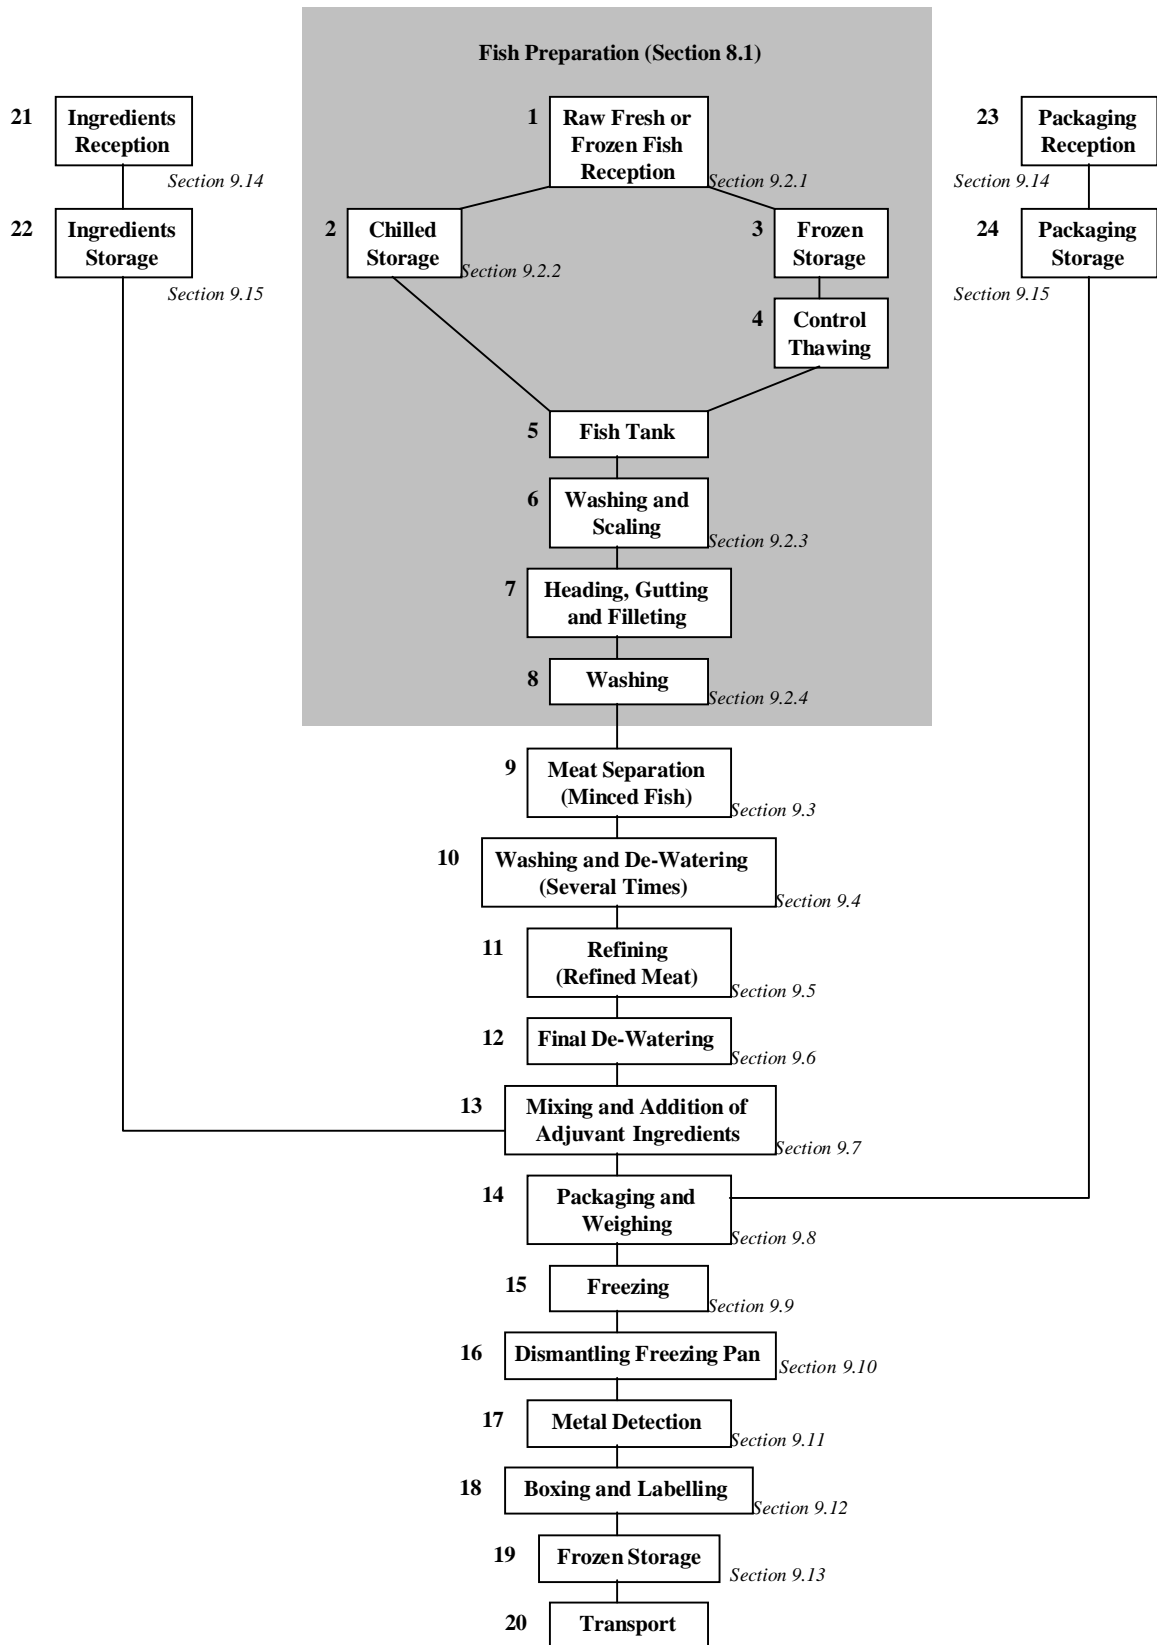 Fish Preparation (Section 8.1)
21
Ingredients
Reception
Section 9.14
1
Raw Fresh or
Frozen Fish
Reception
Section 9.2.1
23
Packaging
Reception
Section 9.14
22
Ingredients
Storage
Section 9.15
2
Chilled
Storage
Section 9.2.2
3
Frozen
Storage
24
Packaging
Storage
Section 9.15
4
Control
Thawing
5
Fish Tank
6
Washing and
Scaling
Section 9.2.3
7
Heading, Gutting
and Filleting
8
Washing
Section 9.2.4
9
Meat Separation
(Minced Fish)
Section 9.3
10
Washing and De-Watering
(Several Times)
Section 9.4
11
Refining
(Refined Meat)
Section 9.5
12
Final De-Watering
Section 9.6
13
Mixing and Addition of
Adjuvant Ingredients
Section 9.7
14
Packaging and
Weighing
Section 9.8
15
Freezing
Section 9.9
16
Dismantling Freezing Pan
Section 9.10
17
Metal Detection
Section 9.11
18
Boxing and Labelling
Section 9.12
19
Frozen Storage
Section 9.13
20
Transport